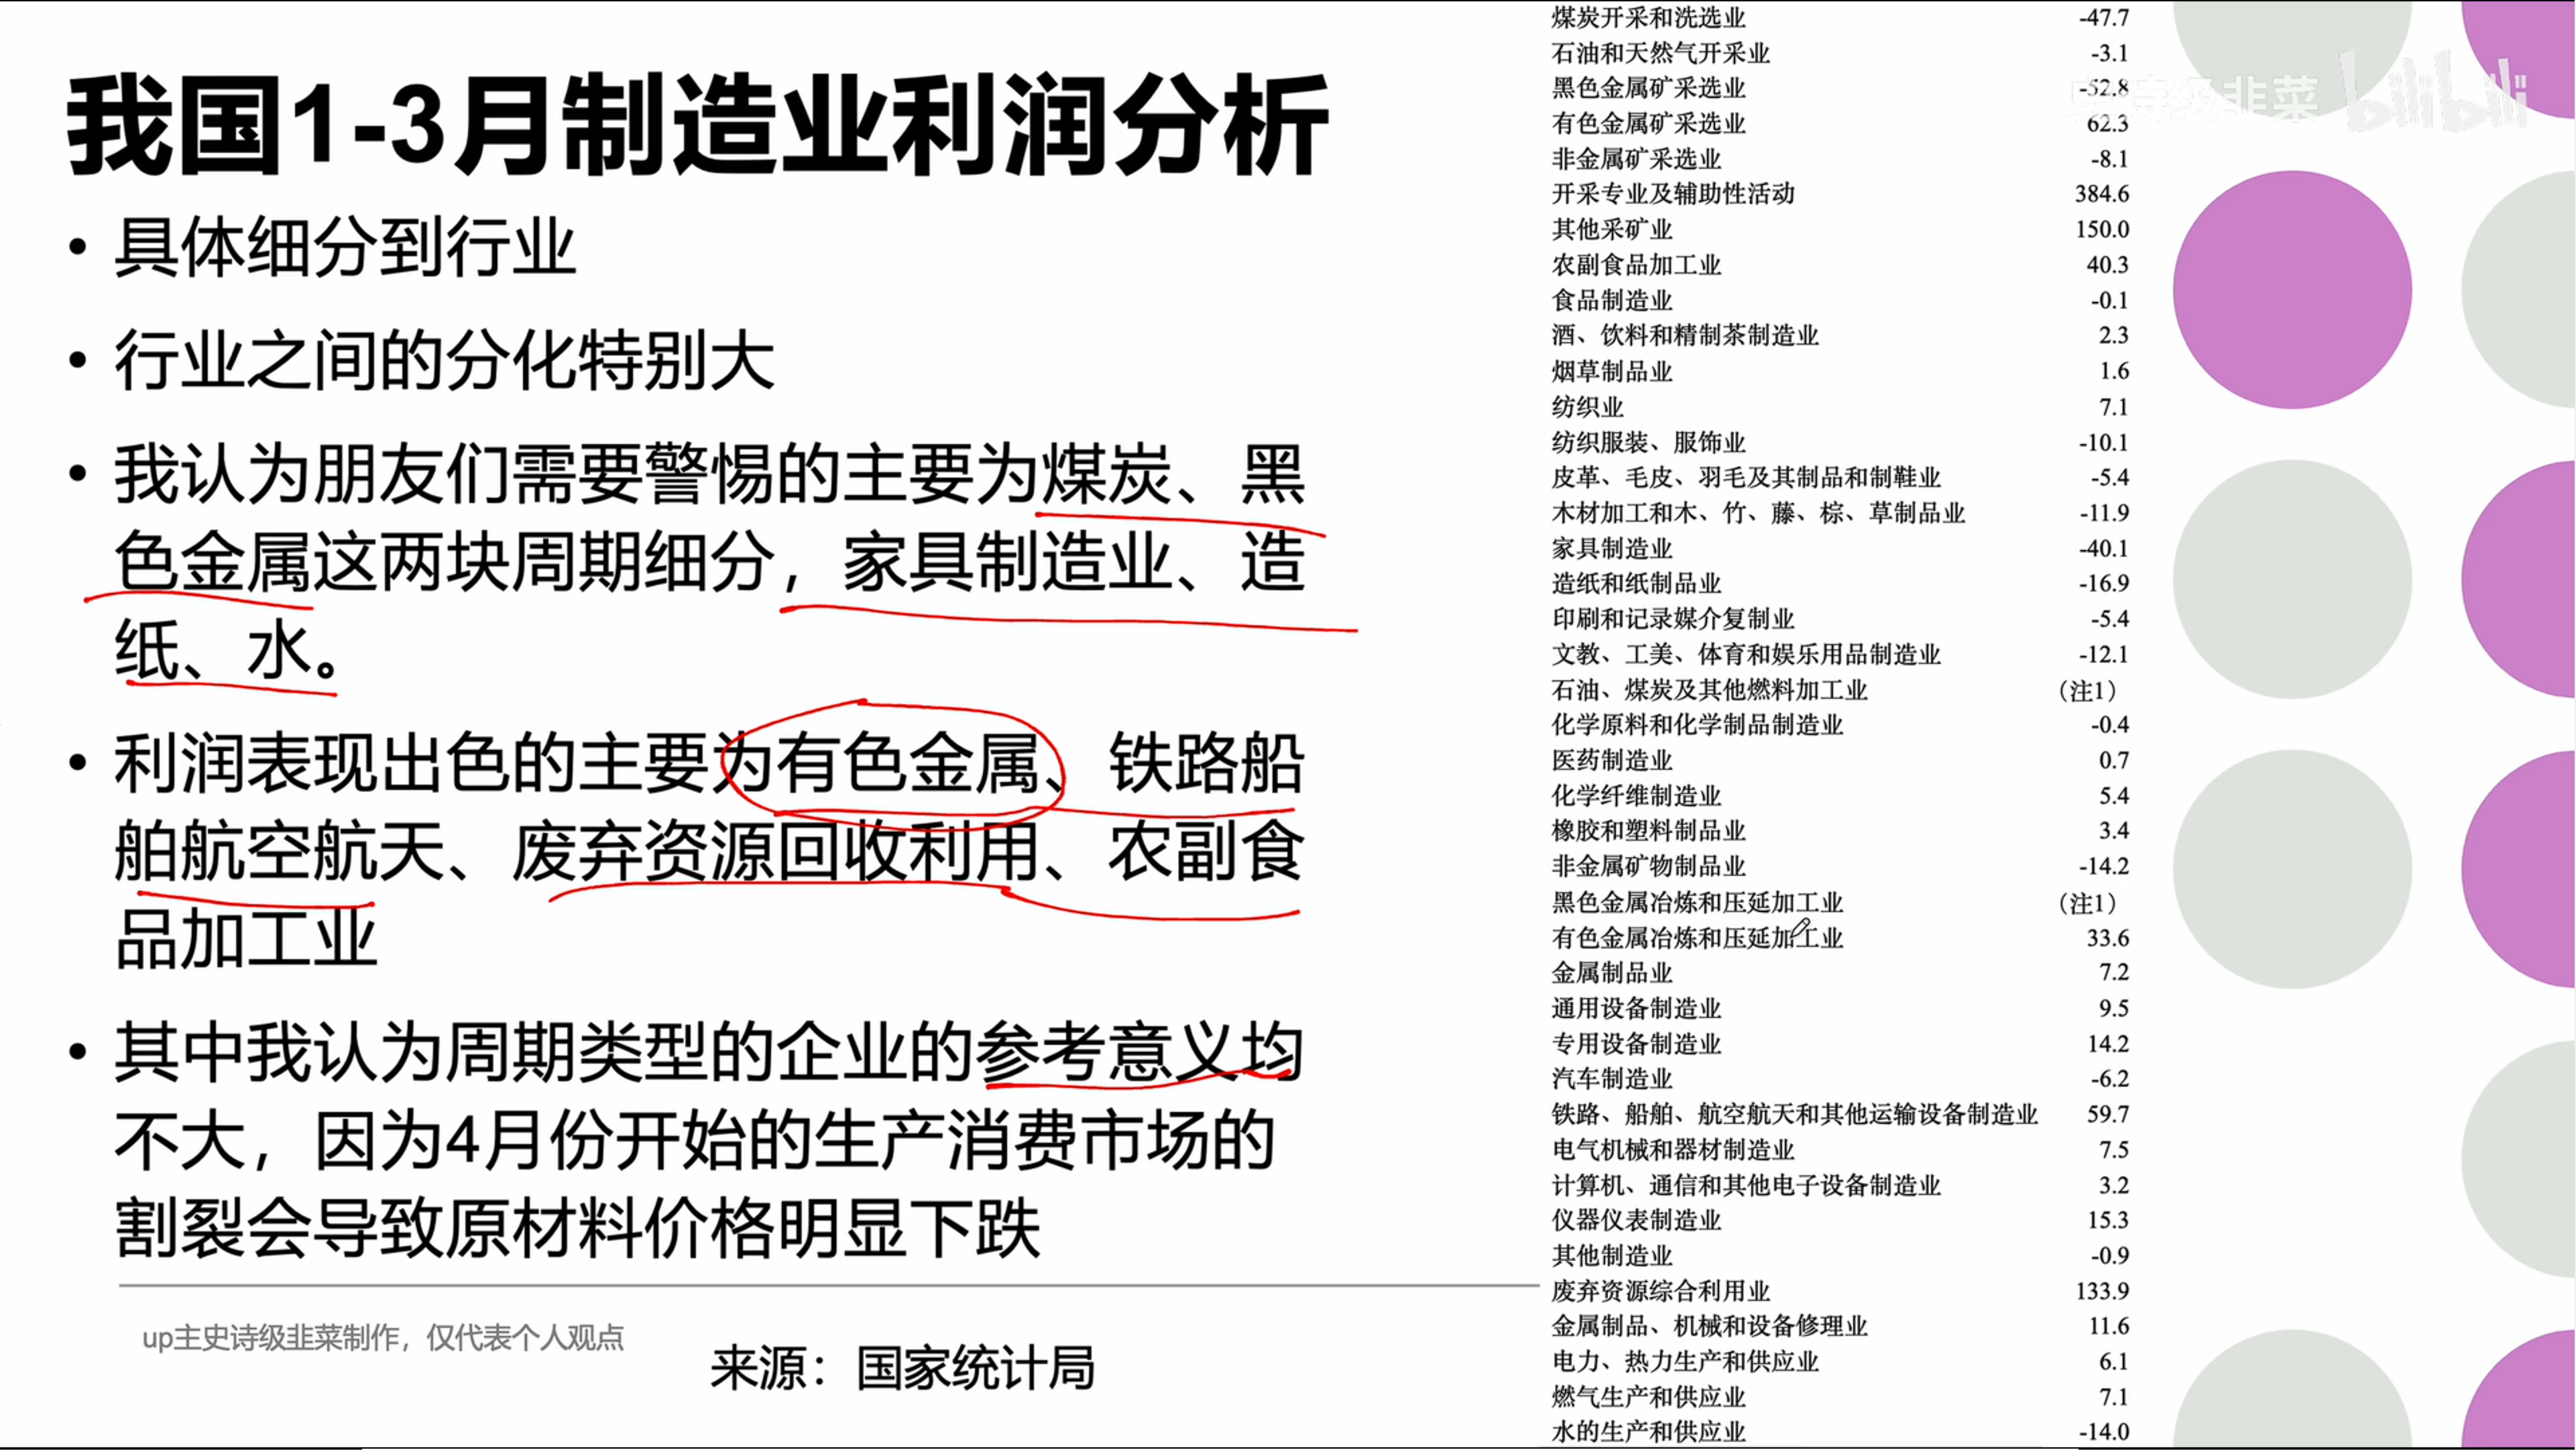 我国1-3月制造业利润分析
• 具体细分到行业
• 行业之间的分化特别大
• 我认为朋友们需要警惕的主要为煤炭、黑
色金属这两块周期细分，家具制造业、造
纸、水。
• 利润表现出色的主要为有色金属、铁路船
舶航空航天、废弃资源回收利用、农副食
品加工业
• 其中我认为周期类型的企业的参考意义均
不大，因为4月份开始的生产消费市场的
割裂会导致原材料价格明显下跌
up主史诗级韭菜制作，仅代表个人观点
来源：国家统计局
煤炭开采和洗选业 -47.7
石油和天然气开采业 -3.1
黑色金属矿采选业 -52.8
有色金属矿采选业 62.3
非金属矿采选业 -8.1
开采专业及辅助性活动 384.6
其他采矿业 150.0
农副食品加工业 40.3
食品制造业 -0.1
酒、饮料和精制茶制造业 2.3
烟草制品业 1.6
纺织业 7.1
纺织服装、服饰业 -10.1
皮革、毛皮、羽毛及其制品和制鞋业 -5.4
木材加工和木、竹、藤、棕、草制品业 -11.9
家具制造业 -40.1
造纸和纸制品业 -16.9
印刷和记录媒介复制业 -5.4
文教、工美、体育和娱乐用品制造业 -12.1
石油、煤炭及其他燃料加工业 （注1）
化学原料和化学制品制造业 -0.4
医药制造业 0.7
化学纤维制造业 5.4
橡胶和塑料制品业 3.4
非金属矿物制品业 -14.2
黑色金属冶炼和压延加工业 （注1）
有色金属冶炼和压延加工业 33.6
金属制品业 7.2
通用设备制造业 9.5
专用设备制造业 14.2
汽车制造业 -6.2
铁路、船舶、航空航天和其他运输设备制造业 59.7
电气机械和器材制造业 7.5
计算机、通信和其他电子设备制造业 3.2
仪器仪表制造业 15.3
其他制造业 -0.9
废弃资源综合利用业 133.9
金属制品、机械和设备修理业 11.6
电力、热力生产和供应业 6.1
燃气生产和供应业 7.1
水的生产和供应业 -14.0
史诗级韭菜 bilibili